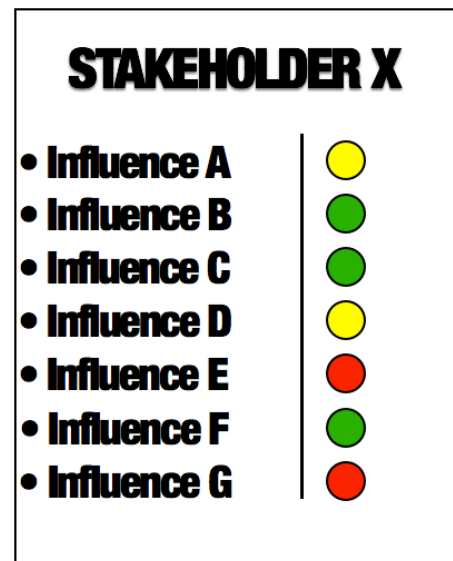 STAKEHOLDER X
• Influence A
• Influence B
• Influence C
• Influence D
• Influence E
• Influence F
• Influence G